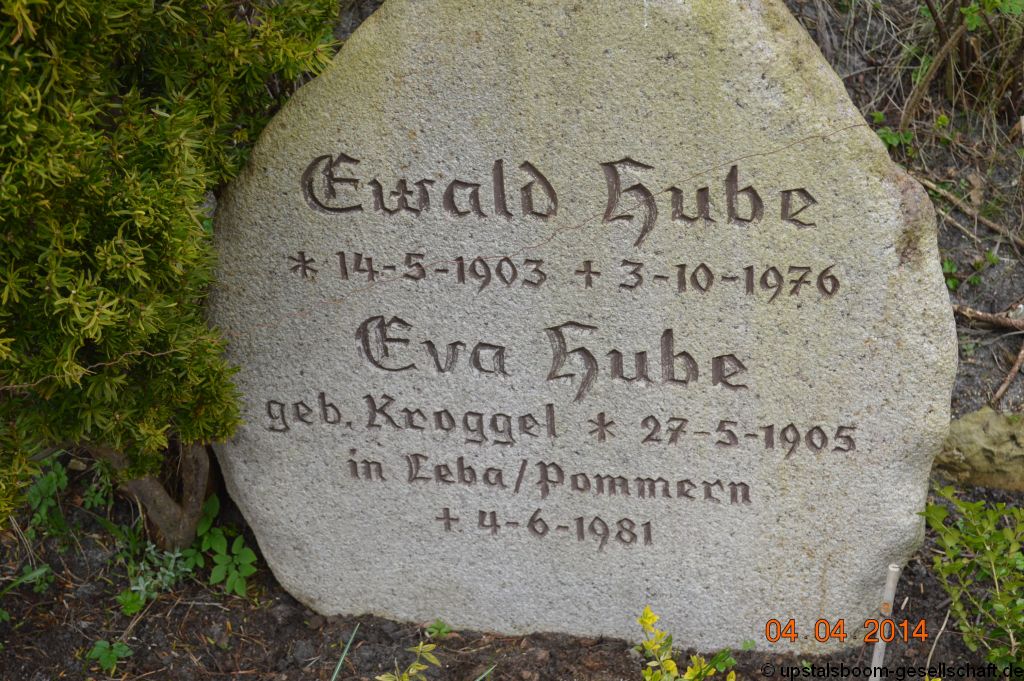 Ewald Hube
* 14-5-1903 + 3-10-1976
Eva Hube
geb. Kroggel * 27-5-1905
in Leba/Pommern
+ 4-6-1981
04 04 2014
© upstalsboom-gesellschaft.de